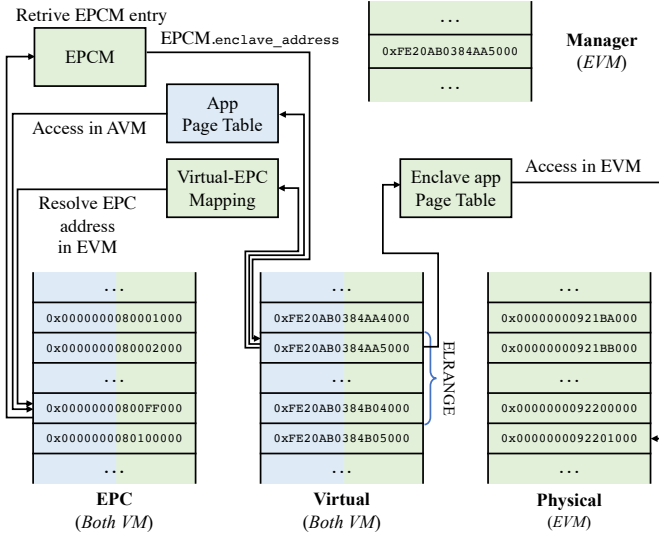 Retrive EPCM entry
EPCM
EPCM.enclave_address
...
0xFE20AB0384AA5000
...
Manager
(EVM)
App
Page Table
Access in AVM
Virtual-EPC
Mapping
Resolve EPC
address
in EVM
Enclave app
Page Table
Access in EVM
...
0x0000000080001000
0x0000000080002000
...
0x00000000800FF000
0x0000000080100000
...
EPC
(Both VM)
...
0xFE20AB0384AA4000
0xFE20AB0384AA5000
...
0xFE20AB0384B04000
0xFE20AB0384B05000
...
ELRANGE
Virtual
(Both VM)
...
0x00000000921BA000
0x00000000921BB000
...
0x0000000092200000
0x0000000092201000
...
Physical
(EVM)